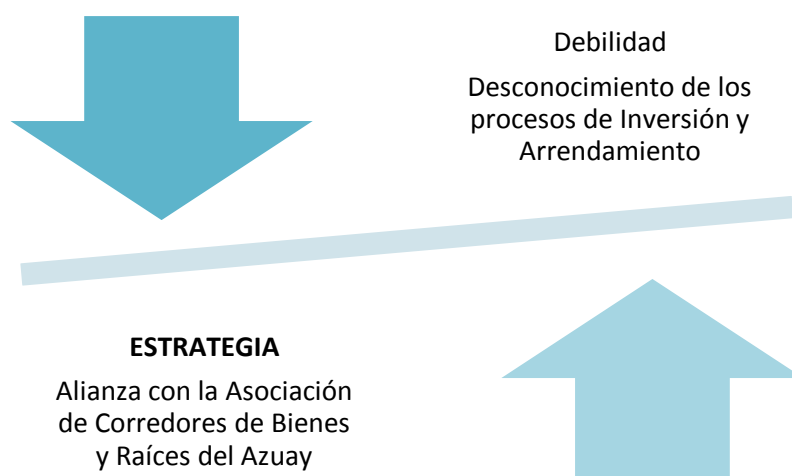 Debilidad
Desconocimiento de los
procesos de Inversión y
Arrendamiento
ESTRATEGIA
Alianza con la Asociación
de Corredores de Bienes
y Raíces del Azuay